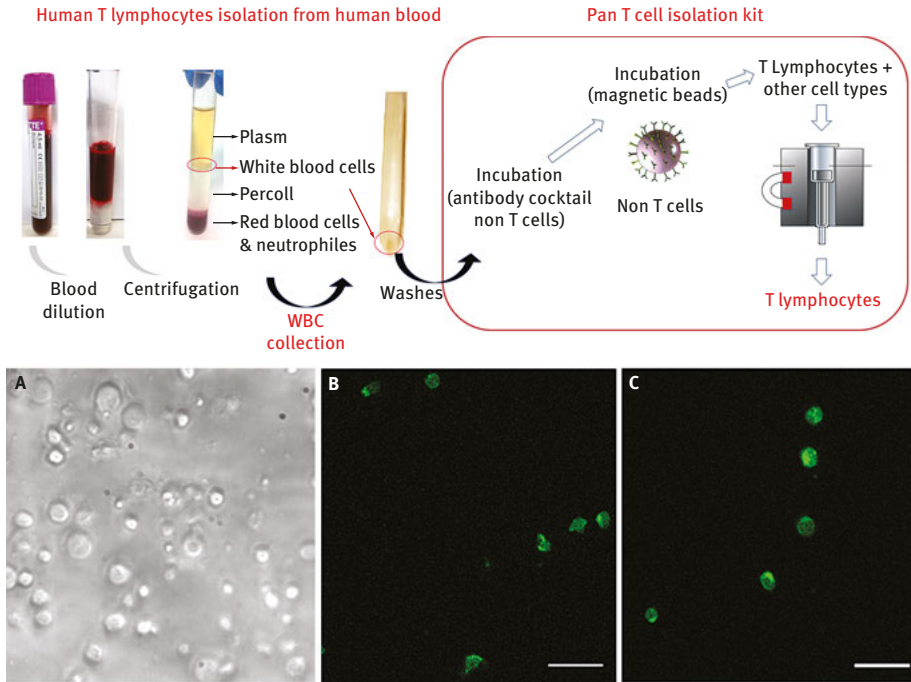 Human T lymphocytes isolation from human blood
Pan T cell isolation kit
Plasm
White blood cells
Percoll
Red blood cells
& neutrophiles
Blood
dilution
Centrifugation
WBC
collection
Washes
Incubation
(antibody cocktail
non T cells)
Incubation
(magnetic beads)
Non T cells
T Lymphocytes +
other cell types
T lymphocytes
A
B
C